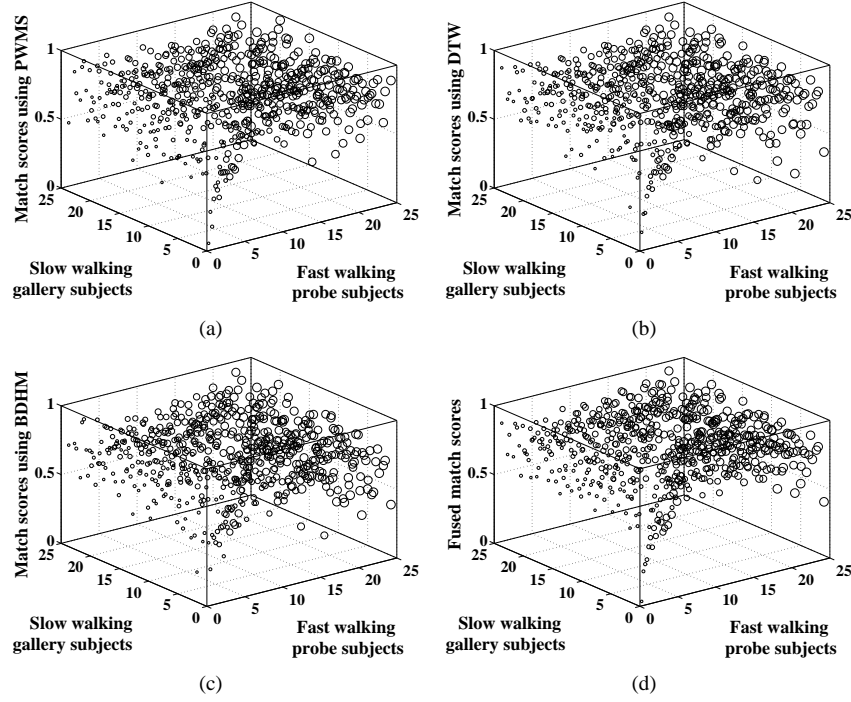 Match scores using PWMS
1
0.5
0
25
20
15
10
5
0
0
5
10
15
20
25
Slow walking
gallery subjects
Fast walking
probe subjects
(a)
Match scores using DTW
1
0.5
0
25
20
15
10
5
0
0
5
10
15
20
25
Slow walking
gallery subjects
Fast walking
probe subjects
(b)
Match scores using BDHM
1
0.5
0
25
20
15
10
5
0
0
5
10
15
20
25
Slow walking
gallery subjects
Fast walking
probe subjects
(c)
Fused match scores
1
0.5
0
25
20
15
10
5
0
0
5
10
15
20
25
Slow walking
gallery subjects
Fast walking
probe subjects
(d)